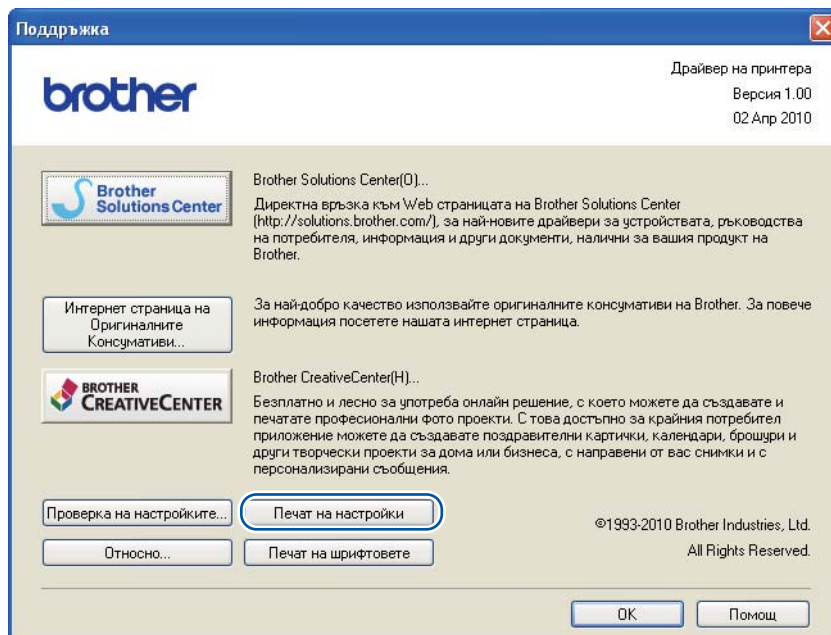 Поддръжка
brother
Драйвер на принтера
Версия 1.00
02 Апр 2010
Brother
Solutions Center
Brother Solutions Center(O)...
Директна връзка към Web страницата на Brother Solutions Center
(http://solutions.brother.com/), за най-новите драйвери за устройствата, ръководства
на потребителя, информация и други документи, налични за вашия продукт на
Brother.
Интернет страница на
Оригиналните
Консумативи...
За най-добро качество използвайте оригиналните консумативи на Brother. За повече
информация посетете нашата интернет страница.
BROTHER
CREATIVECENTER
Brother CreativeCenter(H)...
Безплатно и лесно за употреба онлайн решение, с което можете да създавате и
печатате професионални фото проекти. С това достъпно за крайния потребител
приложение можете да създавате поздравителни картички, календари, брошури и
други творчески проекти за дома или бизнеса, с направени от вас снимки и с
персонализирани съобщения.
Проверка на настройките...
Печат на настройки
Относно...
Печат на шрифтовете
©1993-2010 Brother Industries, Ltd.
All Rights Reserved.
OK
Помощ